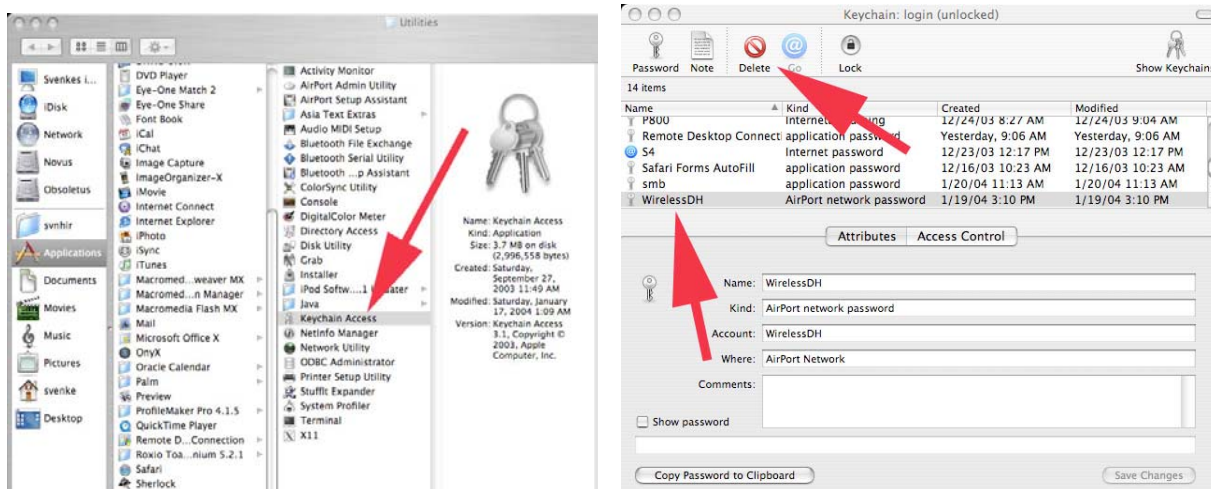 Utilities
Svenkes i...
iDisk
Network
Novus
Obsoletus
svnhir
Applications
Documents
Movies
Music
Pictures
svenke
Desktop
DVD Player
Eye-One Match 2
Eye-One Share
Font Book
iCal
iChat
Image Capture
ImageOrganizer-X
iMovie
Internet Connect
Internet Explorer
iPhoto
iSync
iTunes
Macromed...weaver MX
Macromed...n Manager
Macromedia Flash MX
Mail
Microsoft Office X
OnyX
Oracle Calendar
Palm
Preview
ProfileMaker Pro 4.1.5
QuickTime Player
Remote D...Connection
Roxio Toa...nium 5.2.1
Safari
Sherlock
Activity Monitor
AirPort Admin Utility
AirPort Setup Assistant
Asia Text Extras
Audio MIDI Setup
Bluetooth File Exchange
Bluetooth Serial Utility
Bluetooth ...p Assistant
ColorSync Utility
Console
DigitalColor Meter
Directory Access
Disk Utility
Grab
Installer
iPod Softw....1 Updater
Java
Keychain Access
NetInfo Manager
Network Utility
ODBC Administrator
Printer Setup Utility
StuffIt Expander
System Profiler
Terminal
X11
Name: Keychain Access
Kind: Application
Size: 3.7 MB on disk
(2,996,558 bytes)
Created: Saturday,
September 27,
2003 11:49 AM
Modified: Saturday, January
17, 2004 1:09 AM
Version: Keychain Access
3.1, Copyright ©
2003, Apple
Computer, Inc.
Keychain: login (unlocked)
Password Note Delete Go Lock Show Keychains
14 items
Name Kind Created Modified
P800 Internet 12/24/03 8:27 AM 12/24/03 9:04 AM
Remote Desktop Connecti application password Yesterday, 9:06 AM Yesterday, 9:06 AM
S4 Internet password 12/23/03 12:17 PM 12/23/03 12:17 PM
Safari Forms AutoFill application password 12/16/03 10:23 AM 12/16/03 10:23 AM
smb application password 1/20/04 11:13 AM 1/20/04 11:13 AM
WirelessDH AirPort network password 1/19/04 3:10 PM 1/19/04 3:10 PM
Attributes Access Control
Name: WirelessDH
Kind: AirPort network password
Account: WirelessDH
Where: AirPort Network
Comments:
Show password
Copy Password to Clipboard Save Changes